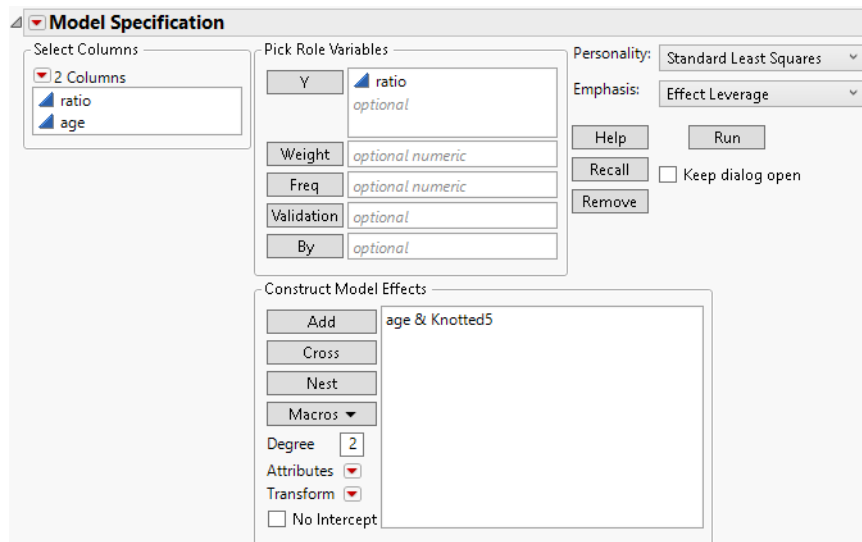 Model Specification
Select Columns
2 Columns
ratio
age
Pick Role Variables
Y
ratio
optional
Weight
optional numeric
Freq
optional numeric
Validation
optional
By
optional
Personality:
Standard Least Squares
Emphasis:
Effect Leverage
Help
Run
Recall
Keep dialog open
Remove
Construct Model Effects
Add
age & Knotted5
Cross
Nest
Macros
Degree
2
Attributes
Transform
No Intercept